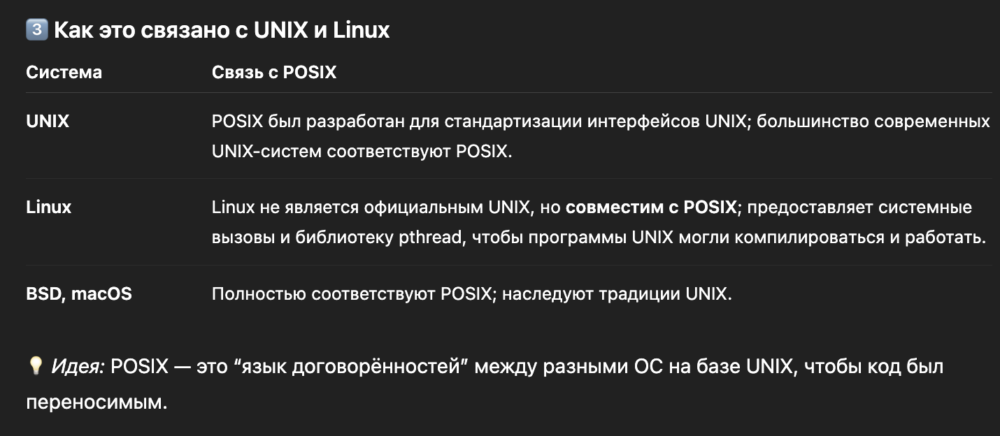 3 Как это связано с UNIX и Linux
Система Связь с POSIX
UNIX POSIX был разработан для стандартизации интерфейсов UNIX; большинство современных
UNIX-систем соответствуют POSIX.
Linux Linux не является официальным UNIX, но совместим с POSIX; предоставляет системные
вызовы и библиотеку pthread, чтобы программы UNIX могли компилироваться и работать.
BSD, macOS Полностью соответствуют POSIX; наследуют традиции UNIX.
💡 Идея: POSIX — это “язык договорённостей” между разными ОС на базе UNIX, чтобы код был
переносимым.